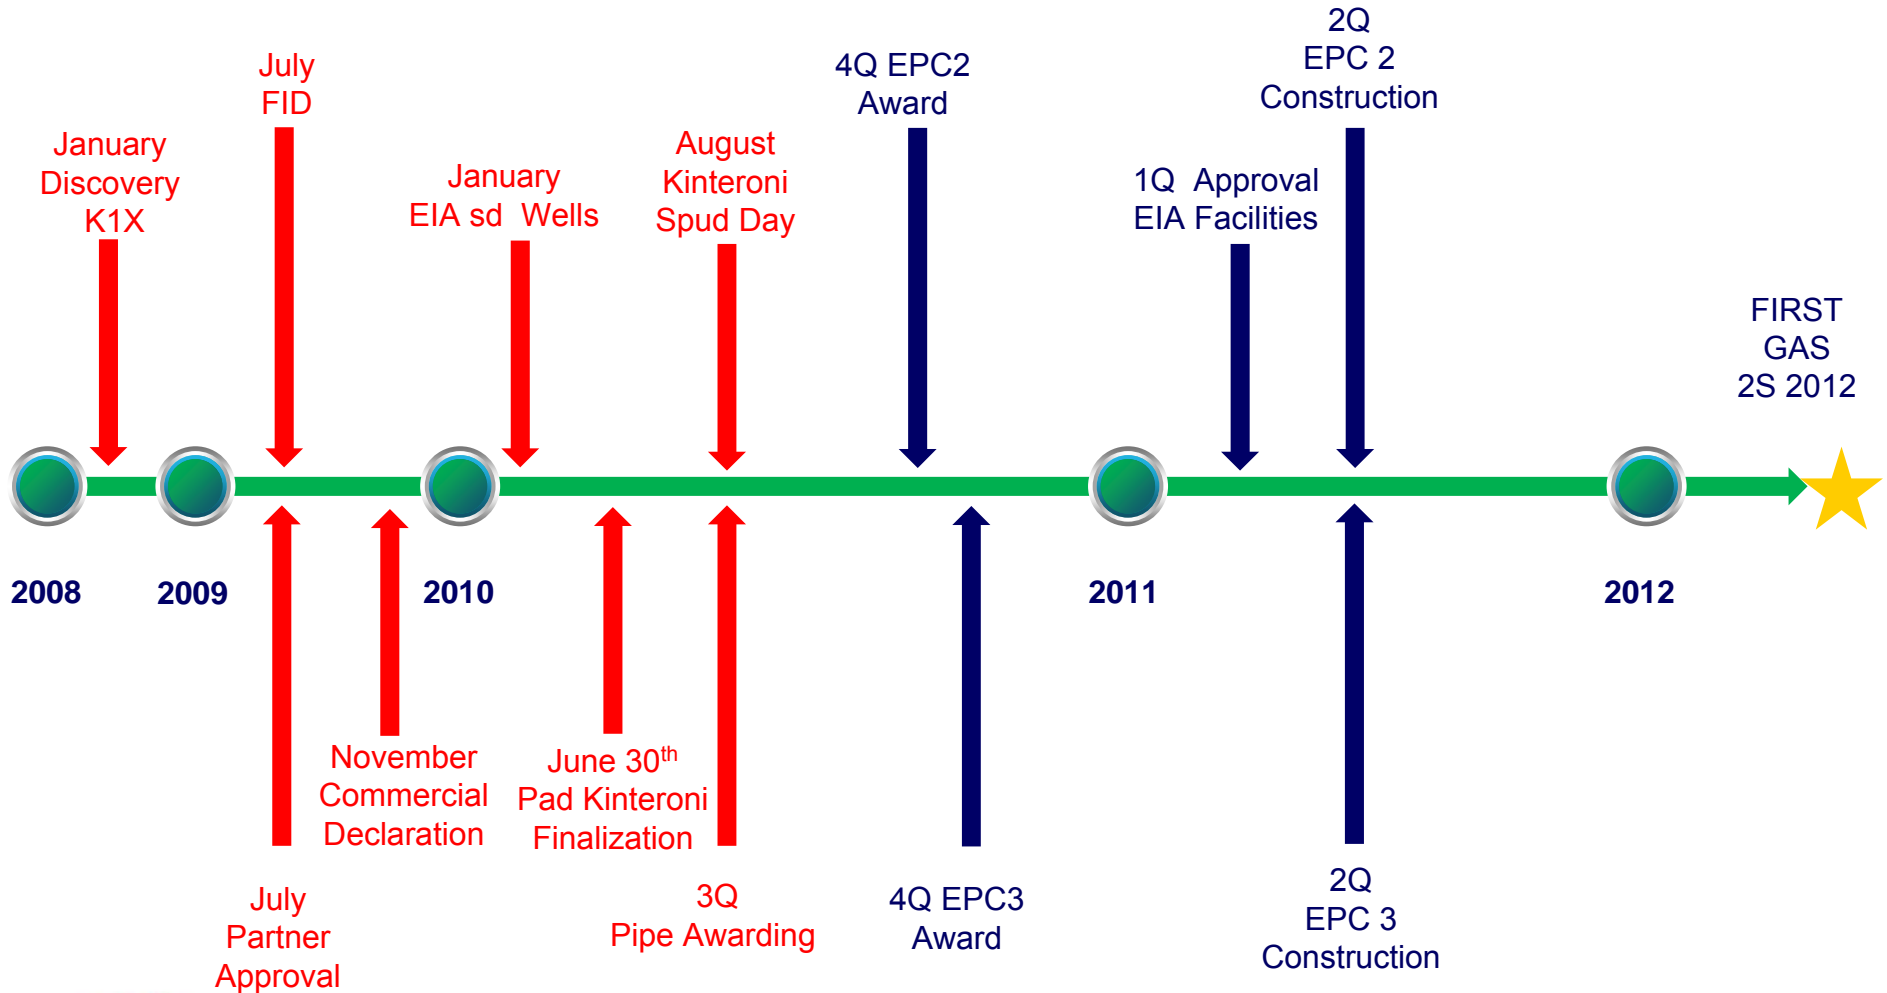 January
Discovery
K1X
July
FID
January
EIA sd  Wells
August
Kinteroni
Spud Day
4Q EPC2
Award
1Q  Approval
EIA Facilities
2Q
EPC 2
Construction
FIRST
GAS
2S 2012
2008
2009
2010
2011
2012
July
Partner
Approval
November
Commercial
Declaration
June 30th
Pad Kinteroni
Finalization
3Q
Pipe Awarding
4Q EPC3
Award
2Q
EPC 3
Construction